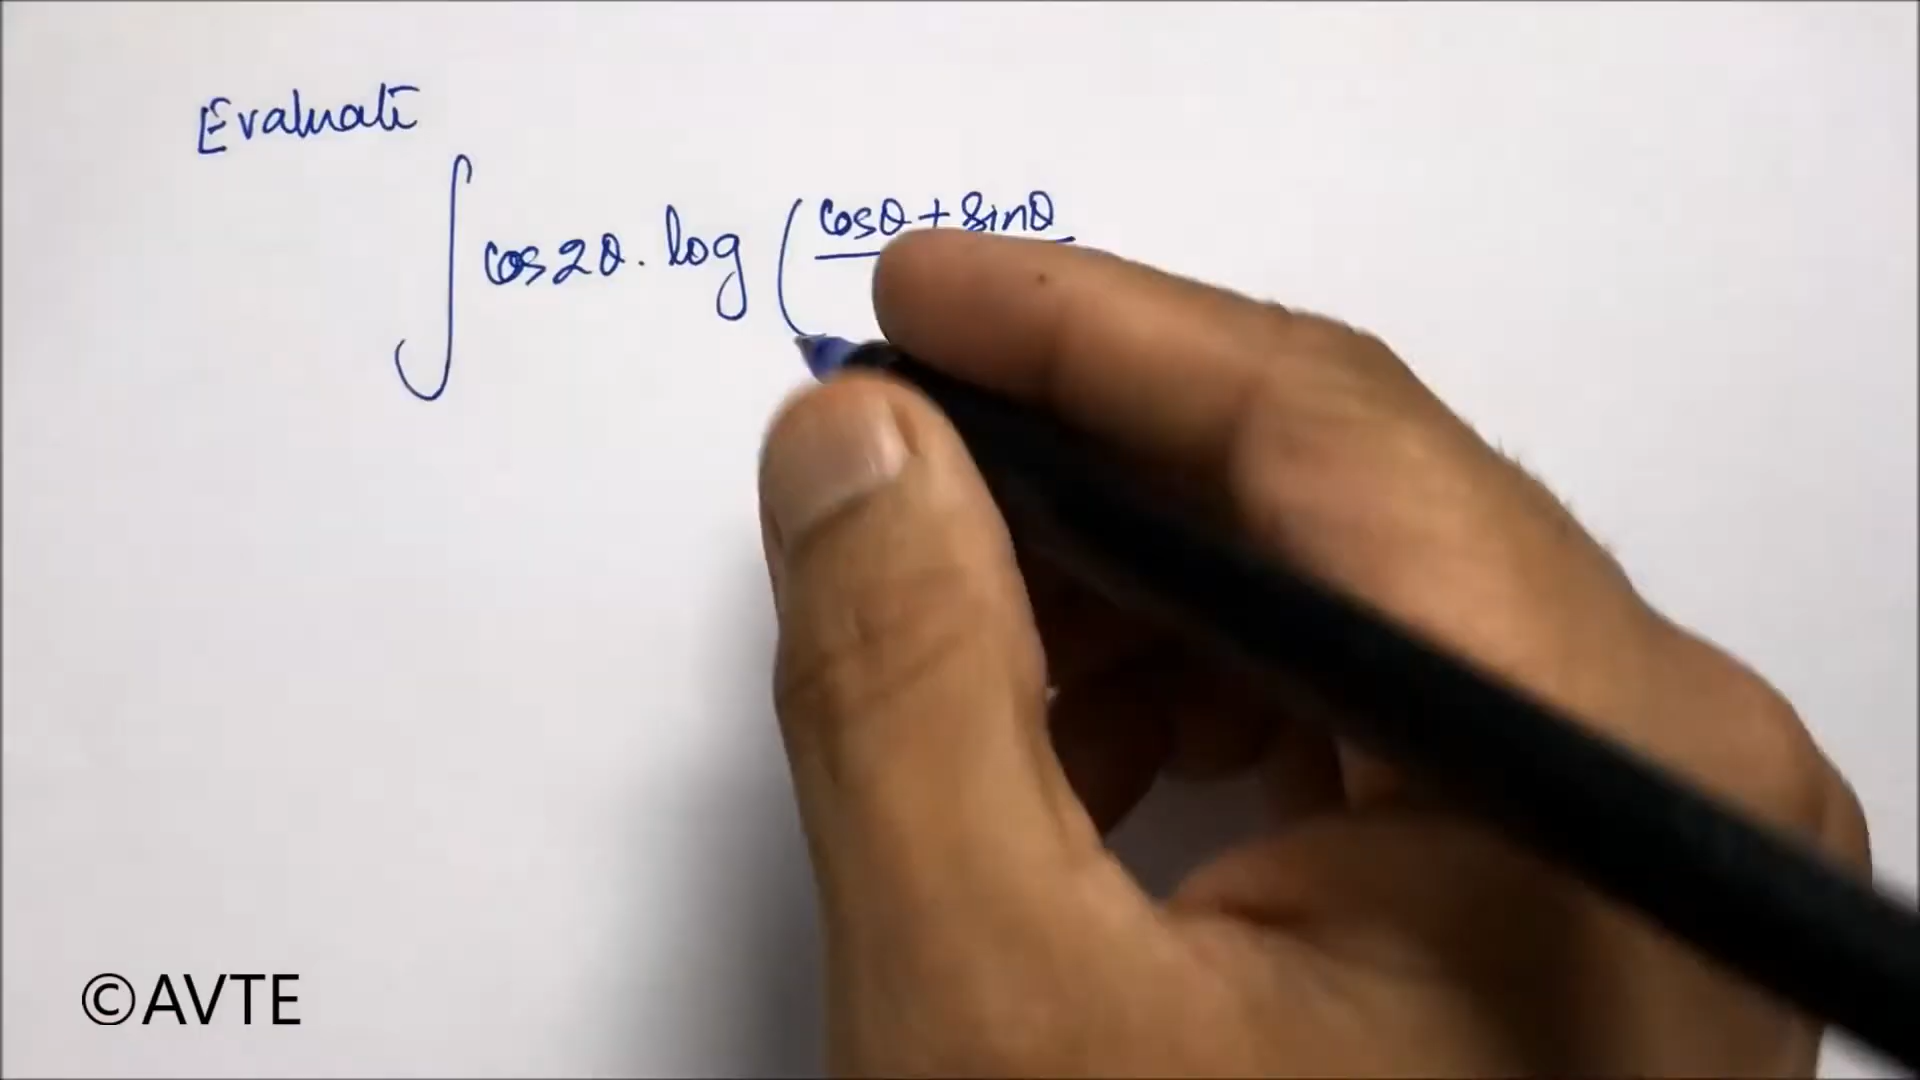 Evaluate
∫ cos2θ . log ( cosθ + sinθ
©AVTE